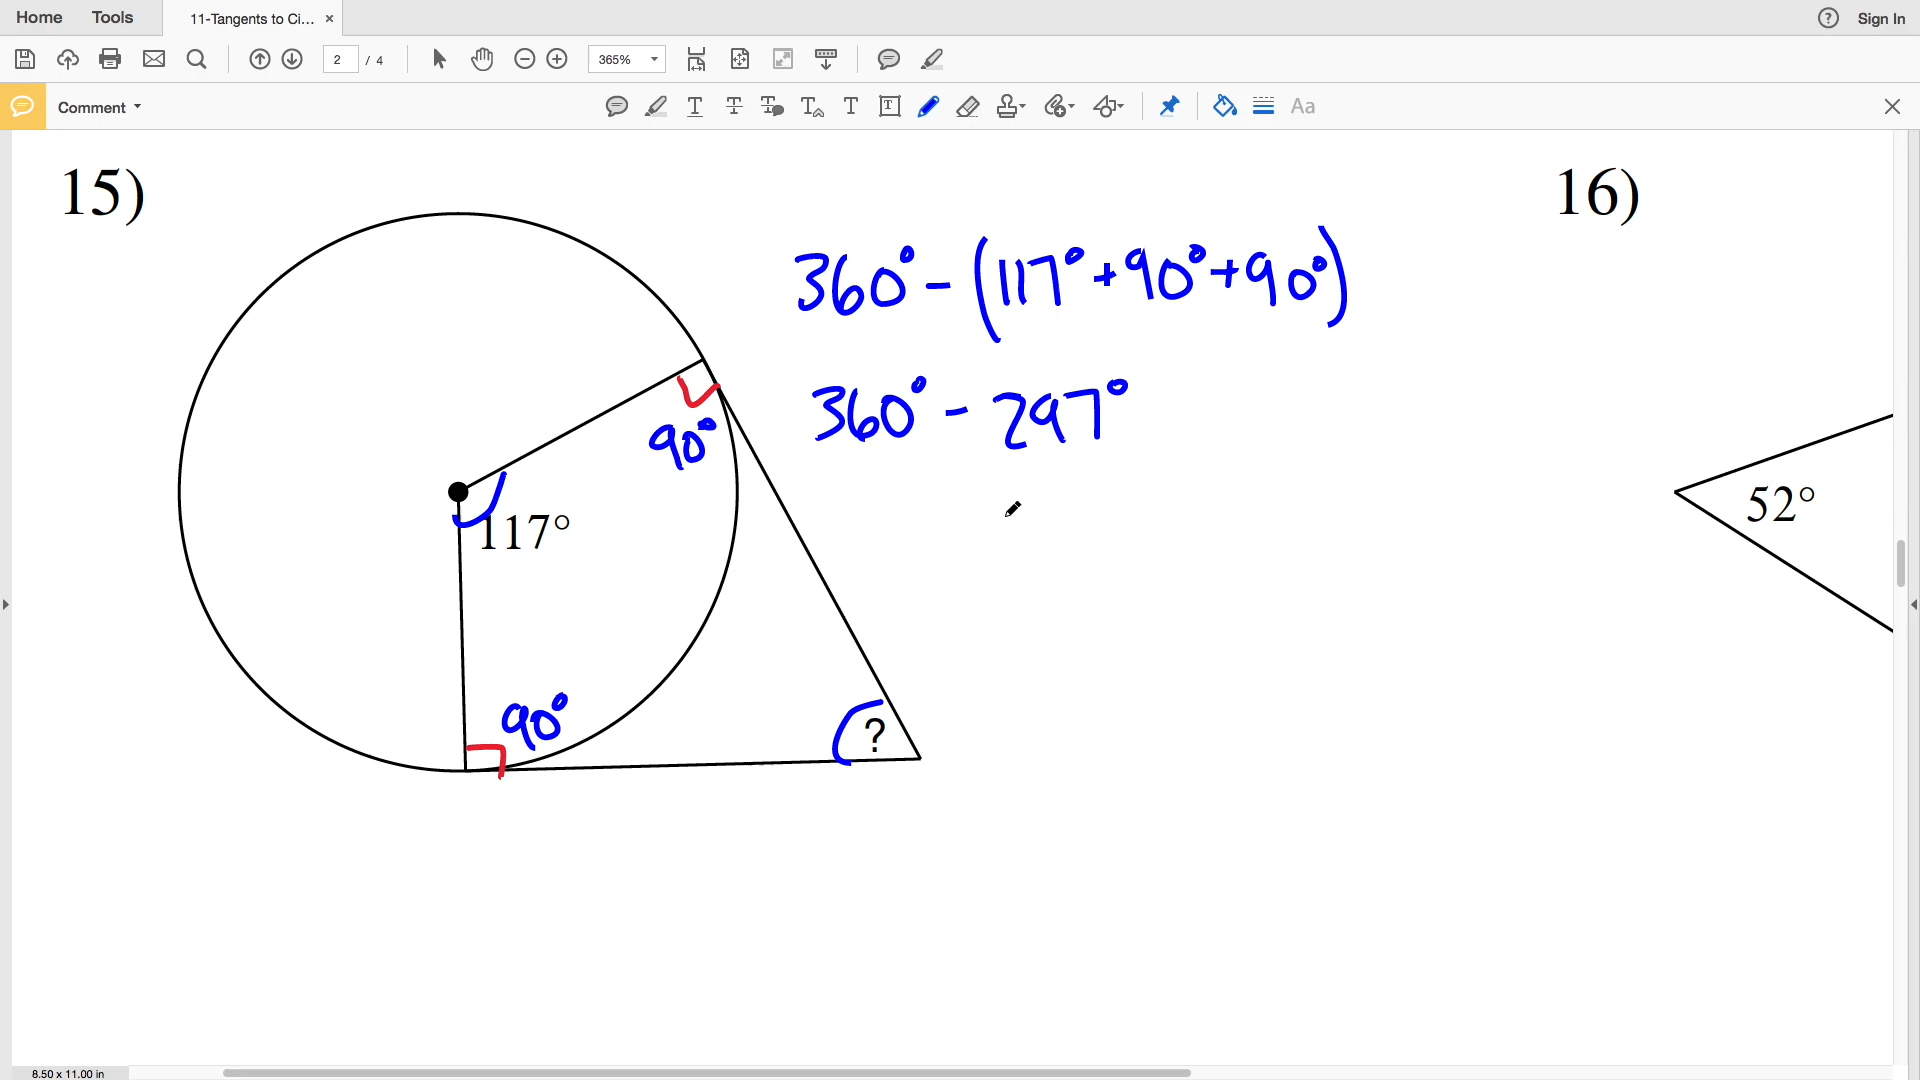 Home Tools 11-Tangents to Ci... × ? Sign In
2 / 4 365%
Comment T T T T T T Aa
15) 16)
360° - (117° + 90° + 90°)
360° - 297°
90°
117°
52°
90°
?
8.50 x 11.00 in